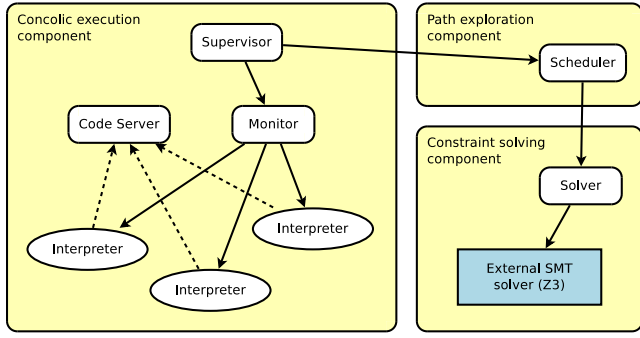 Concolic execution
component
Supervisor
Code Server
Monitor
Interpreter
Interpreter
Interpreter
Path exploration
component
Scheduler
Constraint solving
component
Solver
External SMT
solver (Z3)